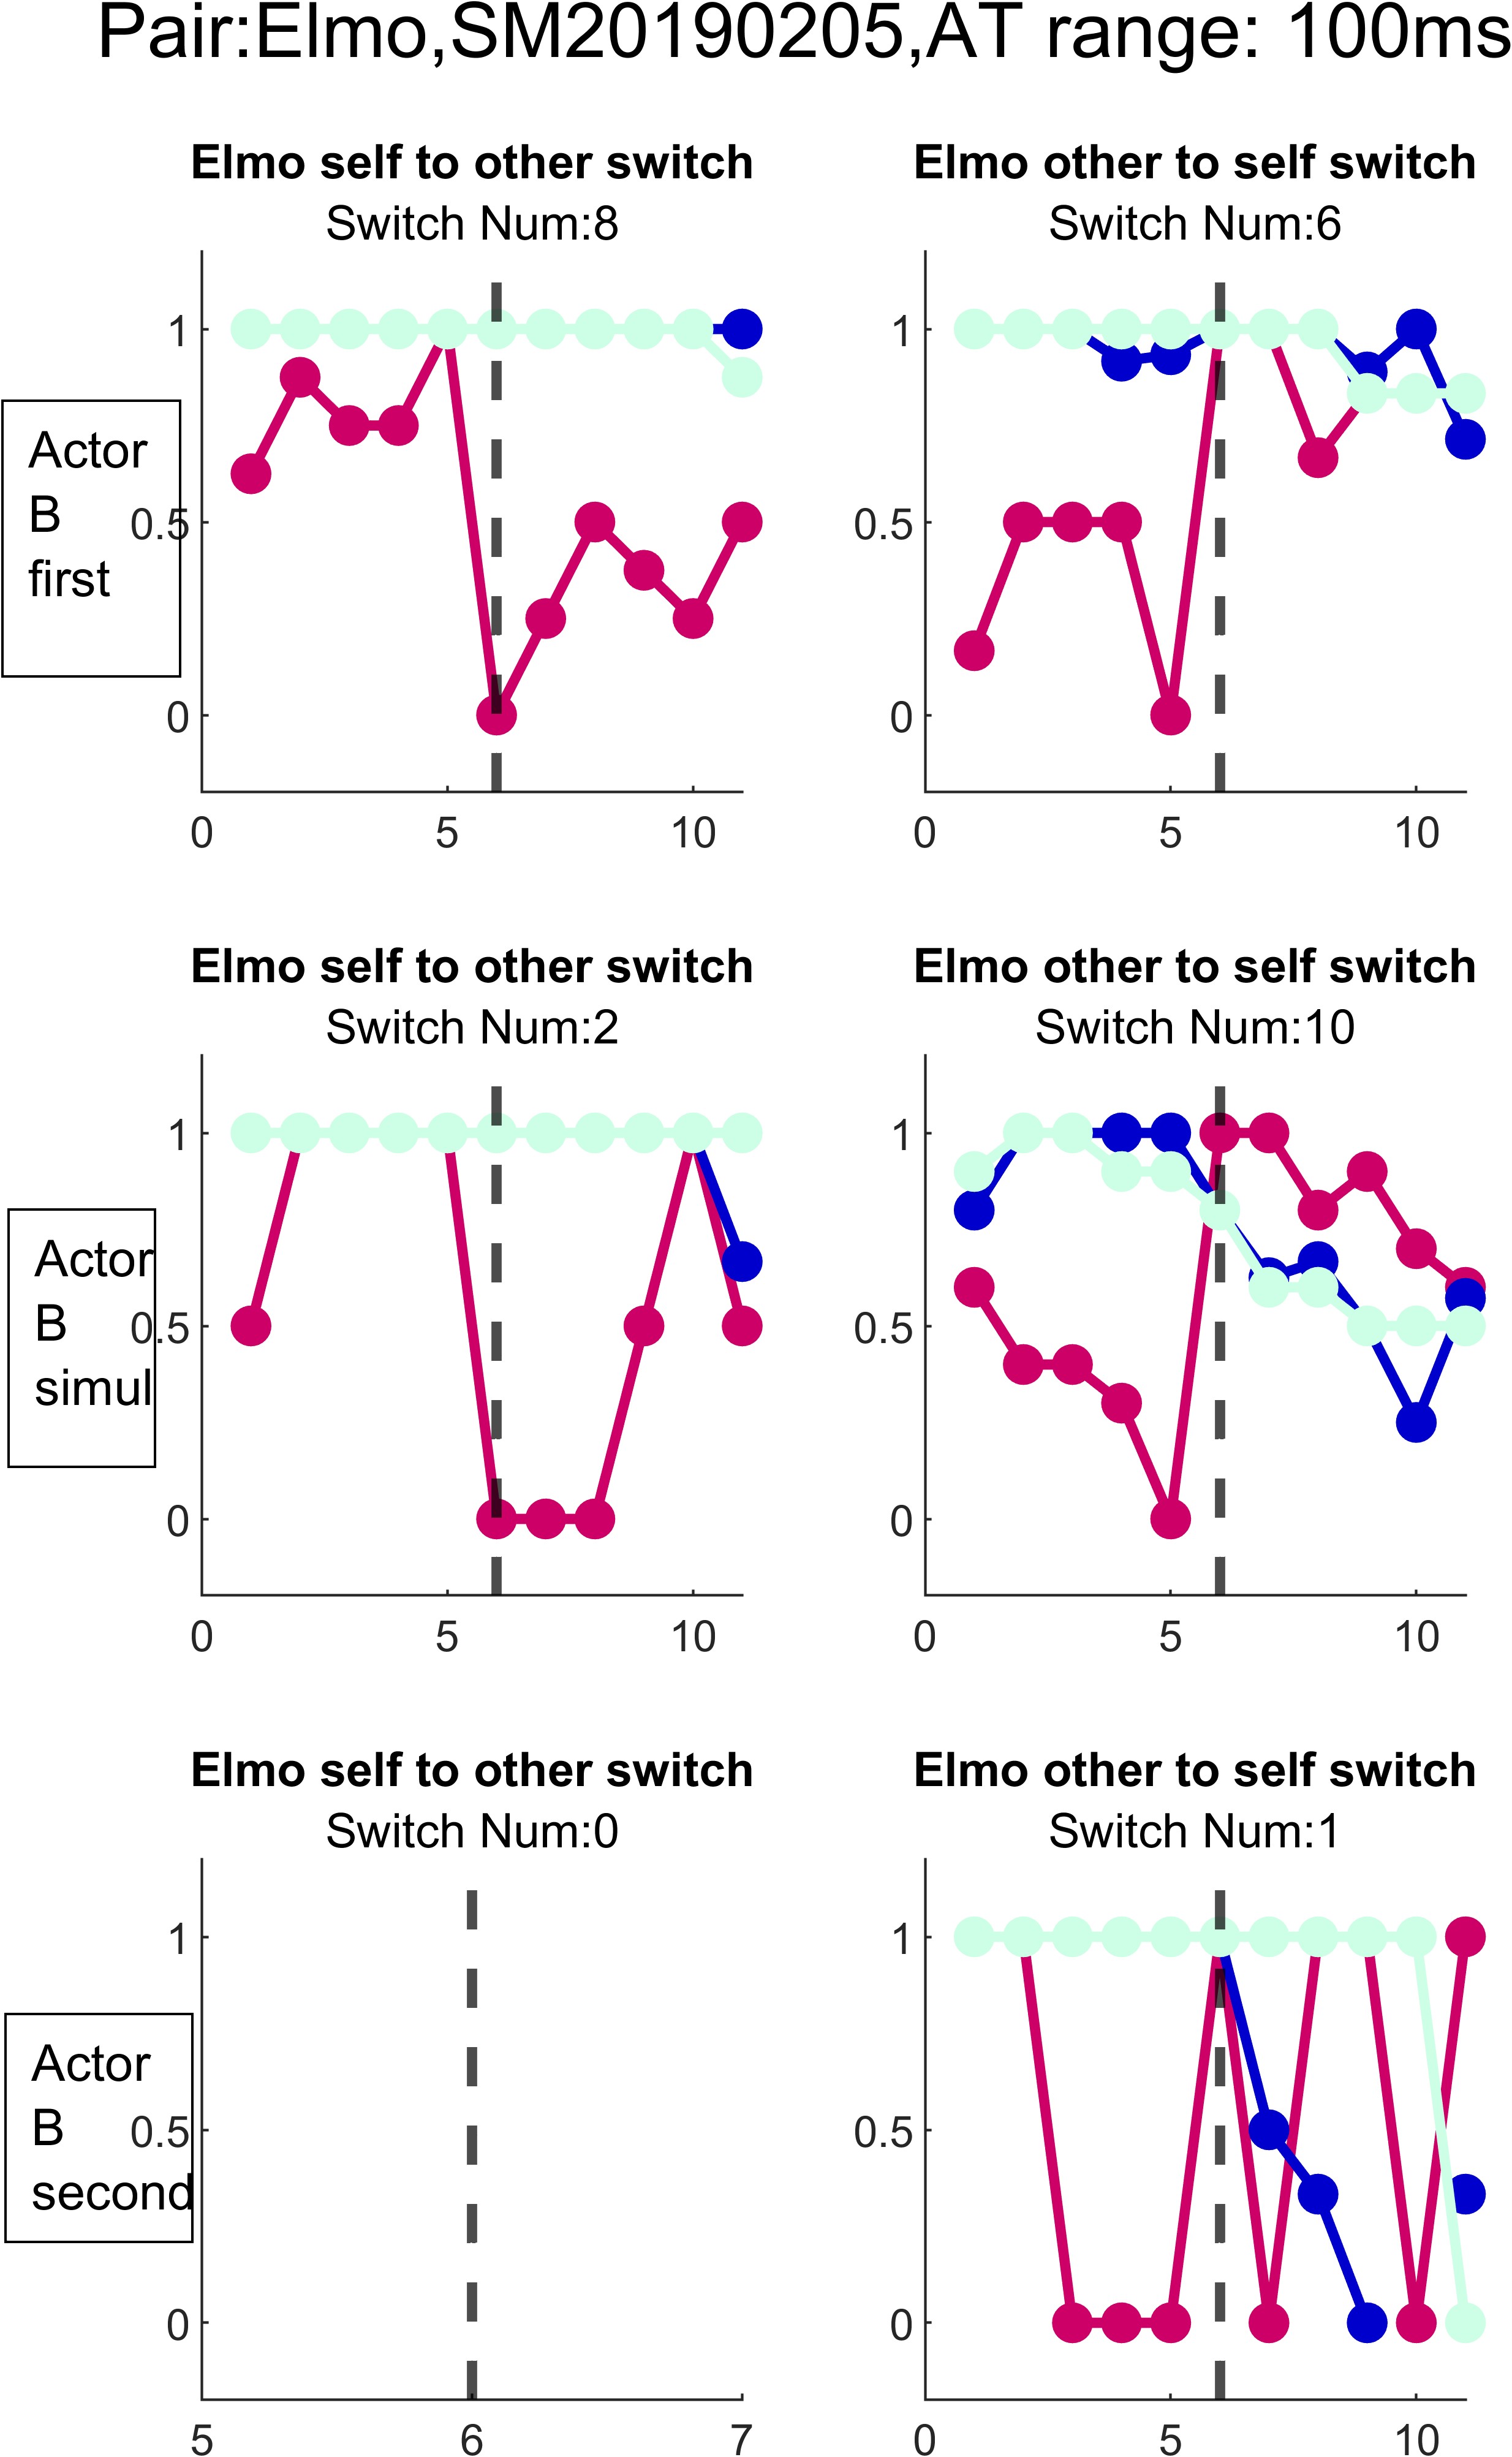 Pair:Elmo,SM20190205,AT range: 100ms
Elmo self to other switch
Switch Num:8
Elmo other to self switch
Switch Num:6
Actor
B
first
1
0.5
0
0
5
10
1
0.5
0
0
5
10
Elmo self to other switch
Switch Num:2
Elmo other to self switch
Switch Num:10
Actor
B
simul
1
0.5
0
0
5
10
1
0.5
0
0
5
10
Elmo self to other switch
Switch Num:0
Elmo other to self switch
Switch Num:1
Actor
B
second
1
0.5
0
5
6
7
1
0.5
0
0
5
10